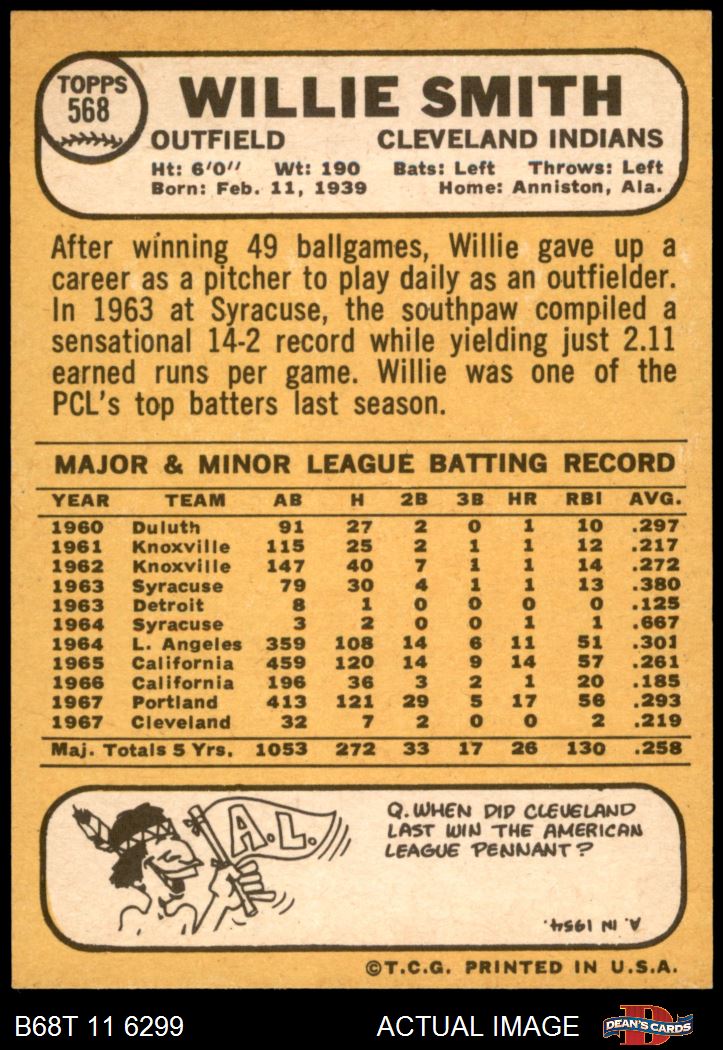 TOPPS
568
WILLIE SMITH
OUTFIELD CLEVELAND INDIANS
Ht: 6'0" Wt: 190 Bats: Left Throws: Left
Born: Feb. 11, 1939 Home: Anniston, Ala.
After winning 49 ballgames, Willie gave up a
career as a pitcher to play daily as an outfielder.
In 1963 at Syracuse, the southpaw compiled a
sensational 14-2 record while yielding just 2.11
earned runs per game. Willie was one of the
PCL's top batters last season.
MAJOR & MINOR LEAGUE BATTING RECORD
YEAR TEAM AB H 2B 3B HR RBI AVG.
1960 Duluth 91 27 2 0 1 10 .297
1961 Knoxville 115 25 2 1 1 12 .217
1962 Knoxville 147 40 7 1 1 14 .272
1963 Syracuse 79 30 4 1 1 13 .380
1963 Detroit 8 1 0 0 0 0 .125
1964 Syracuse 3 2 0 0 1 1 .667
1964 L. Angeles 359 108 14 6 11 51 .301
1965 California 459 120 14 9 14 57 .261
1966 California 196 36 3 2 1 20 .185
1967 Portland 413 121 29 5 17 56 .293
1967 Cleveland 32 7 2 0 0 2 .219
Maj. Totals 5 Yrs. 1053 272 33 17 26 130 .258
A.L.
Q. WHEN DID CLEVELAND
LAST WIN THE AMERICAN
LEAGUE PENNANT?
A. IN 1954.
©T.C.G. PRINTED IN U.S.A.
B68T 11 6299 ACTUAL IMAGE D DEAN'S CARDS